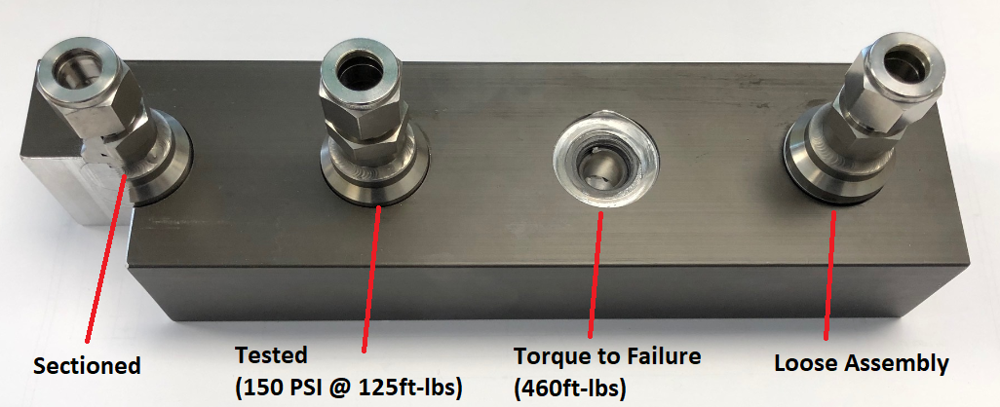 Sectioned
Tested
(150 PSI @ 125ft-lbs)
Torque to Failure
(460ft-lbs)
Loose Assembly